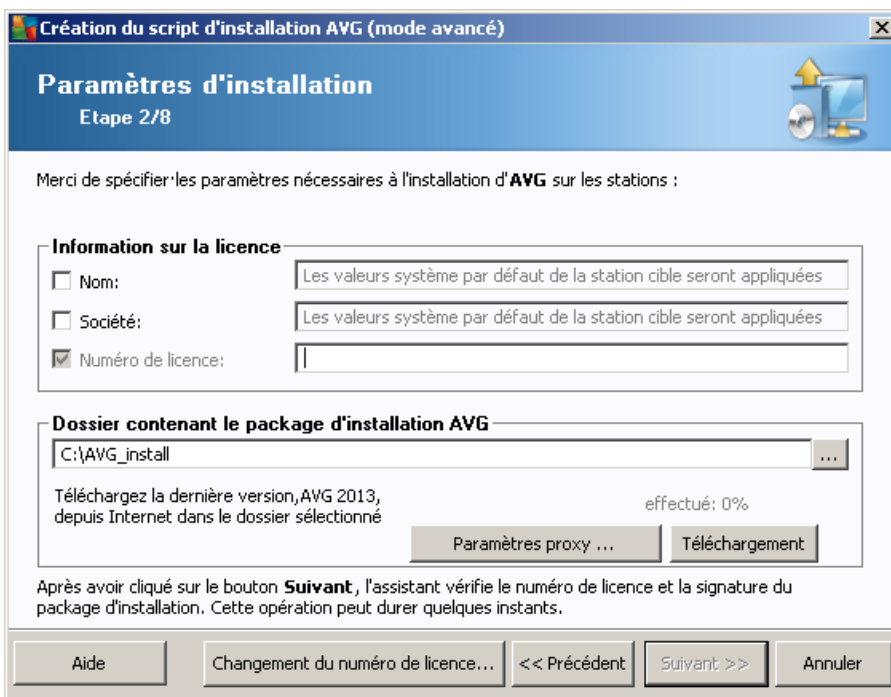 Création du script d'installation AVG (mode avancé)
Paramètres d'installation
Etape 2/8
Merci de spécifier·les paramètres nécessaires à l'installation d'AVG sur les stations :
Information sur la licence
Nom:
Les valeurs système par défaut de la station cible seront appliquées
Société:
Les valeurs système par défaut de la station cible seront appliquées
Numéro de licence:
Dossier contenant le package d'installation AVG
C:\AVG_install
...
Téléchargez la dernière version,AVG 2013,
depuis Internet dans le dossier sélectionné
effectué: 0%
Paramètres proxy ...
Téléchargement
Après avoir cliqué sur le bouton Suivant, l'assistant vérifie le numéro de licence et la signature du
package d'installation. Cette opération peut durer quelques instants.
Aide
Changement du numéro de licence...
<< Précédent
Suivant >>
Annuler